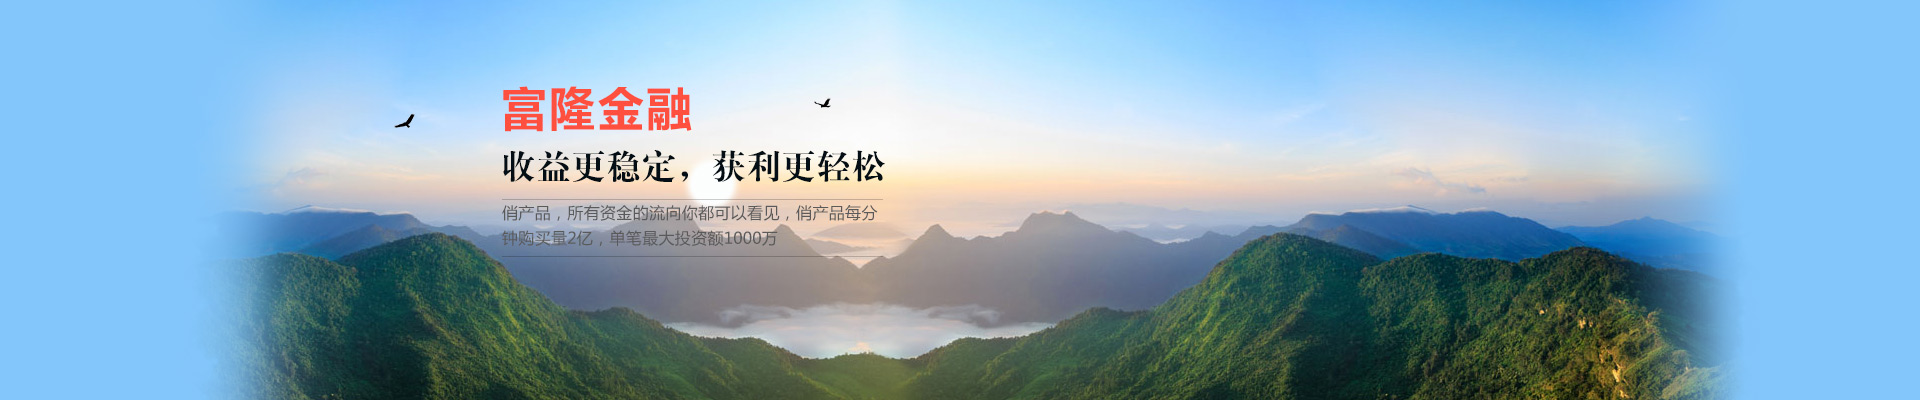 富隆金融
收益更稳定，获利更轻松
俏产品，所有资金的流向你都可以看见，俏产品每分
钟购买量2亿，单笔最大投资额1000万